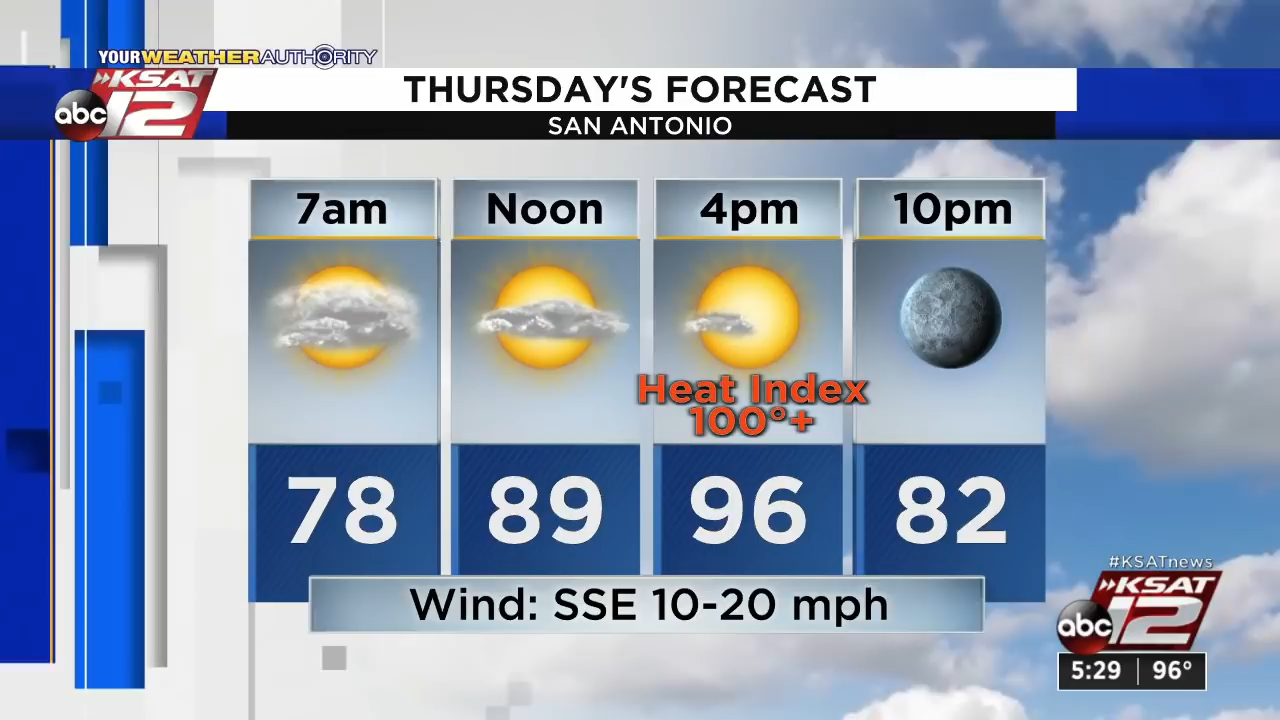 YOURWEATHERAUTHORITY
KSAT
abc 12
THURSDAY'S FORECAST
SAN ANTONIO
7am Noon 4pm 10pm
Heat Index
100°+
78 89 96 82
Wind: SSE 10-20 mph
#KSATnews
KSAT
abc 12
5:29 96°